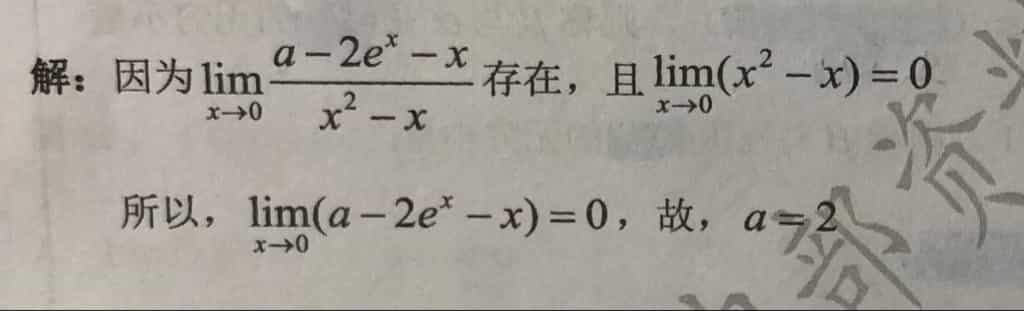 解：因为 lim_{x→0} \frac{a-2e^x-x}{x^2-x} 存在，且 lim_{x→0}(x^2-x)=0
所以，lim_{x→0}(a-2e^x-x)=0，故，a=2